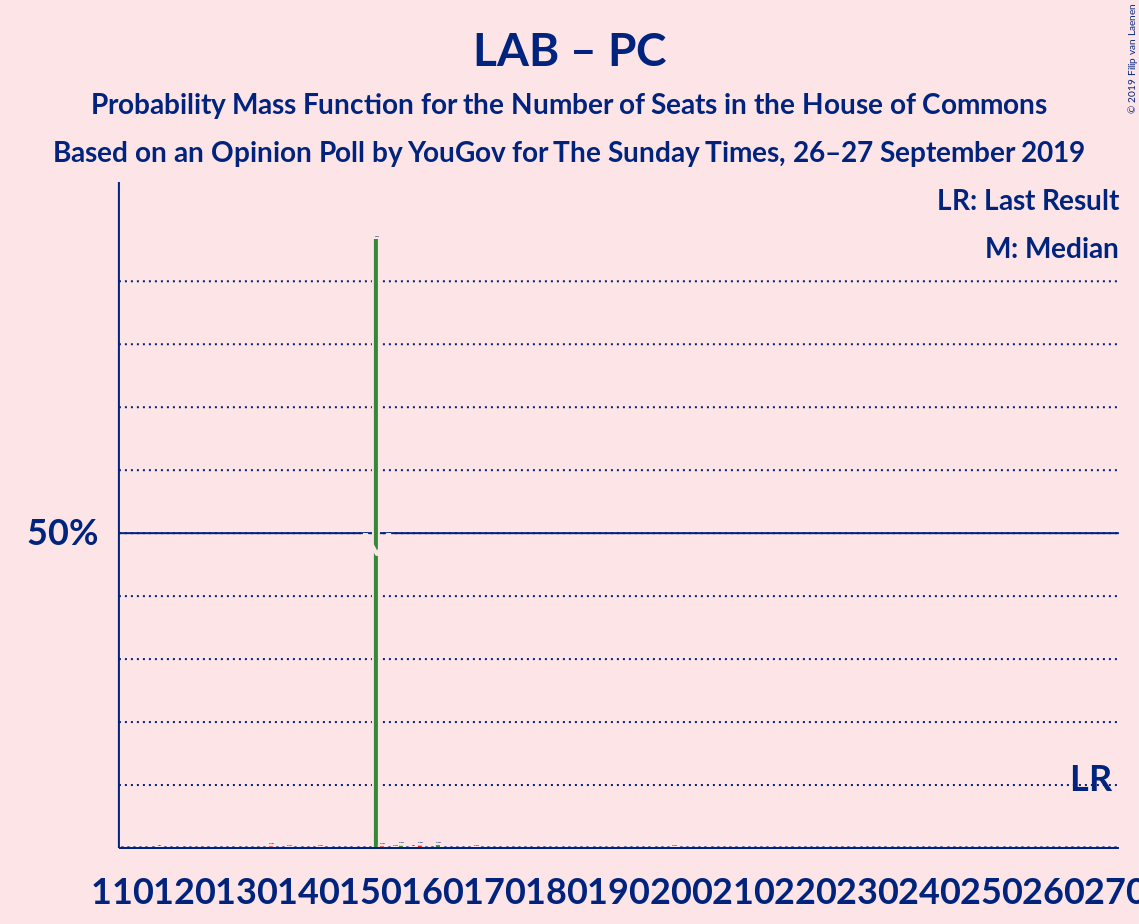 LAB – PC
Probability Mass Function for the Number of Seats in the House of Commons
Based on an Opinion Poll by YouGov for The Sunday Times, 26–27 September 2019
© 2019 Filip van Laenen
LR: Last Result
M: Median
50%
LR
110 120 130 140 150 160 170 180 190 200 210 220 230 240 250 260 270